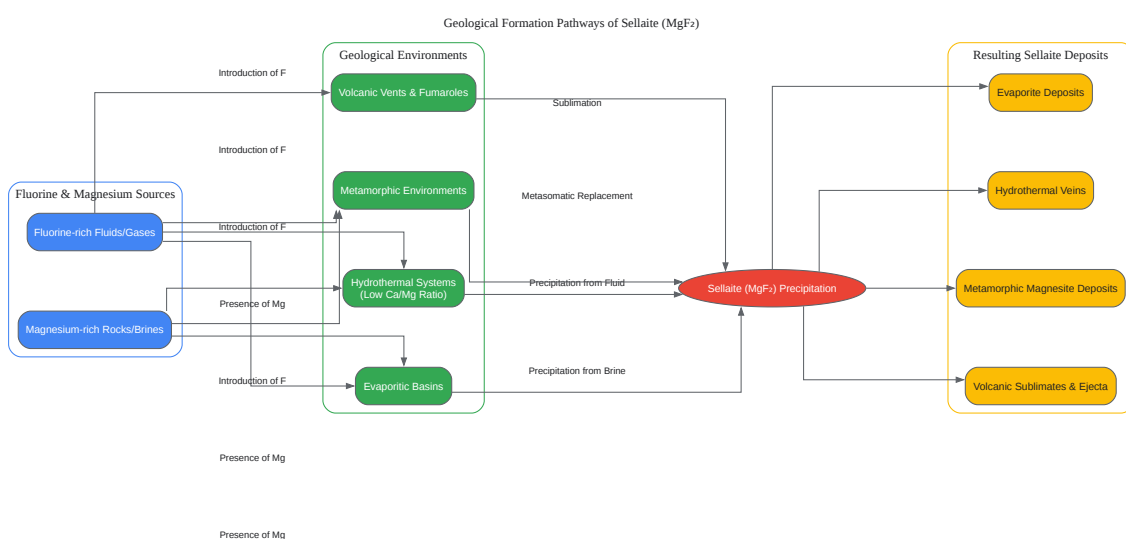 Geological Formation Pathways of Sellaite (MgF₂)
Fluorine & Magnesium Sources
Fluorine-rich Fluids/Gases
Magnesium-rich Rocks/Brines
Introduction of F
Introduction of F
Introduction of F
Presence of Mg
Introduction of F
Presence of Mg
Presence of Mg
Geological Environments
Volcanic Vents & Fumaroles
Metamorphic Environments
Hydrothermal Systems
(Low Ca/Mg Ratio)
Evaporitic Basins
Sublimation
Metasomatic Replacement
Precipitation from Fluid
Precipitation from Brine
Sellaite (MgF₂) Precipitation
Resulting Sellaite Deposits
Evaporite Deposits
Hydrothermal Veins
Metamorphic Magnesite Deposits
Volcanic Sublimates & Ejecta